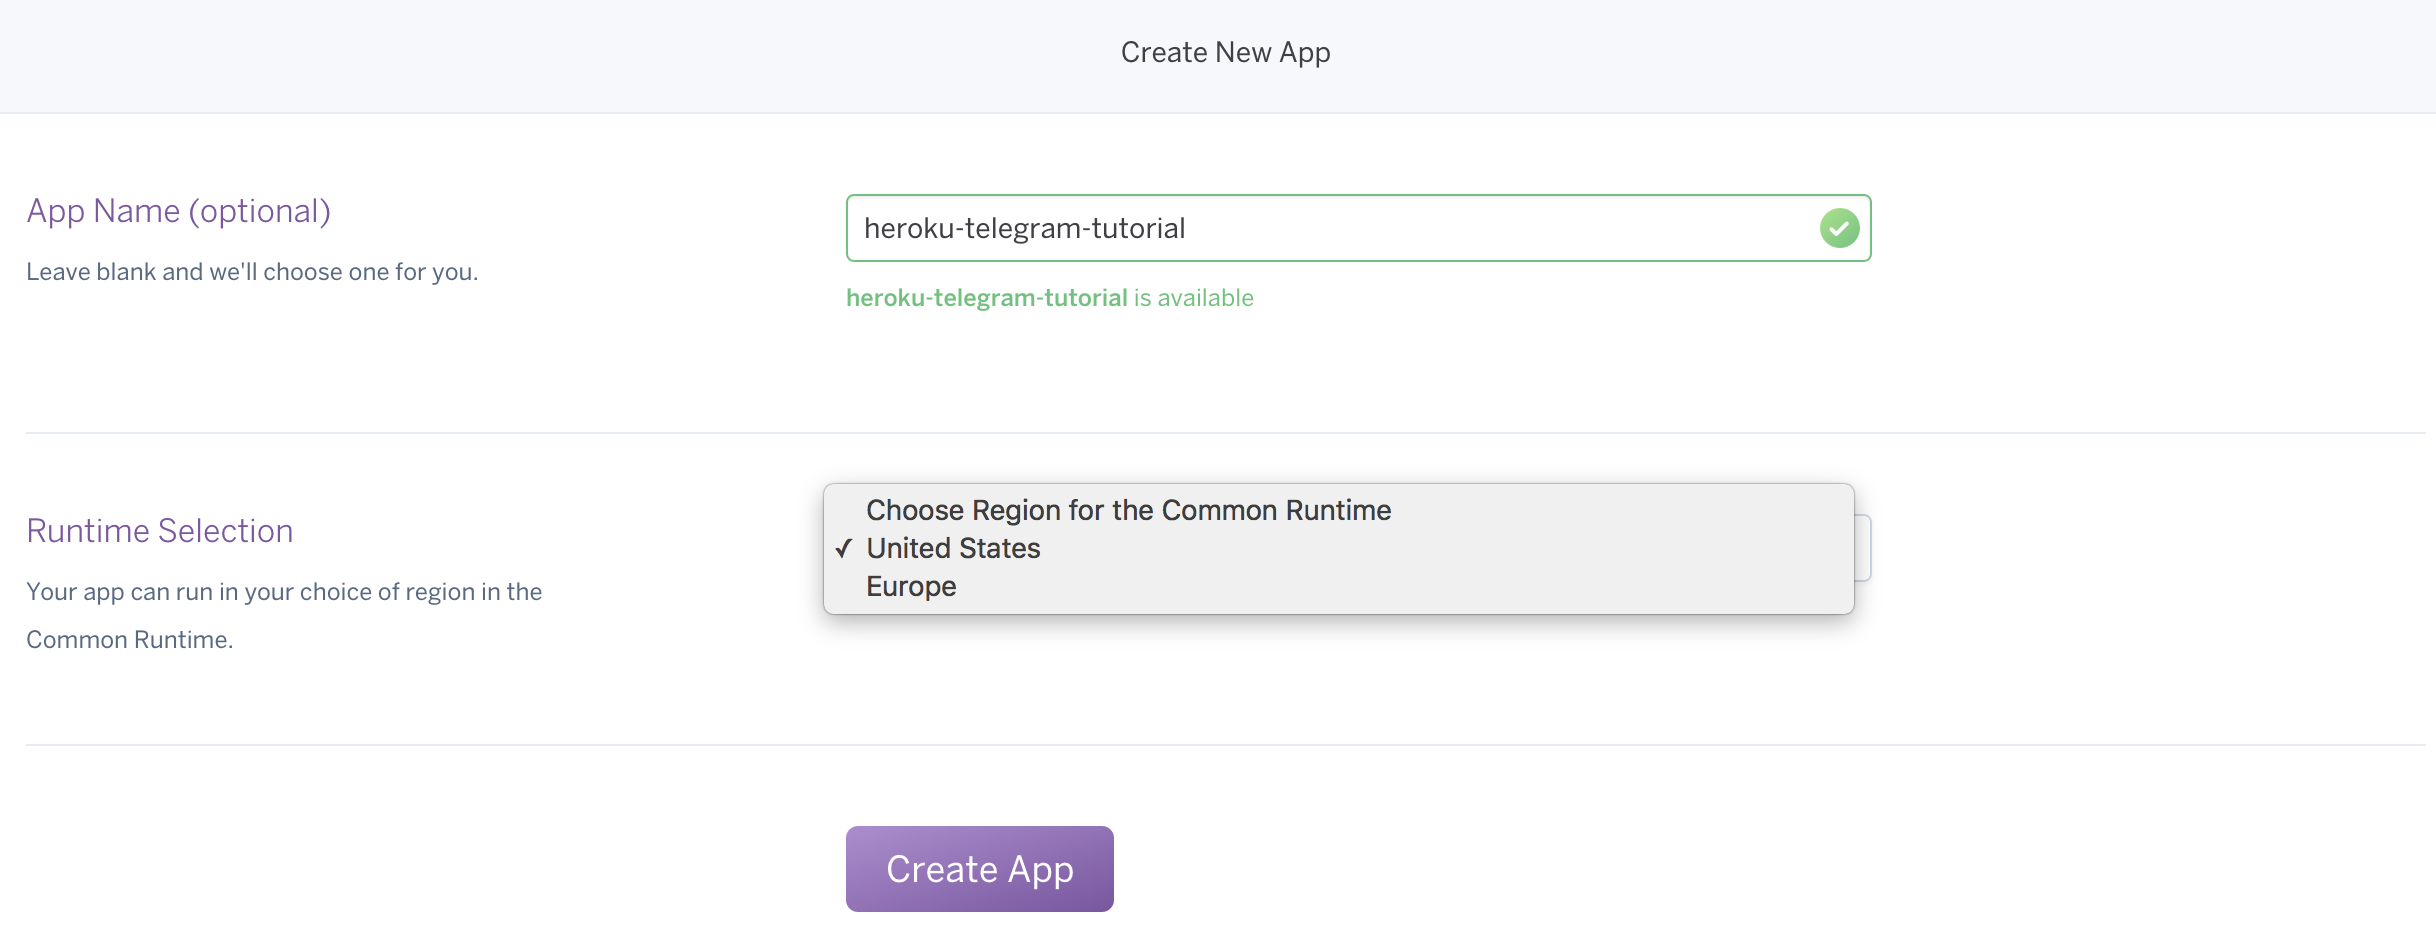 Create New App
App Name (optional)
Leave blank and we'll choose one for you.
heroku-telegram-tutorial
heroku-telegram-tutorial is available
Runtime Selection
Your app can run in your choice of region in the
Common Runtime.
Choose Region for the Common Runtime
✓ United States
Europe
Create App